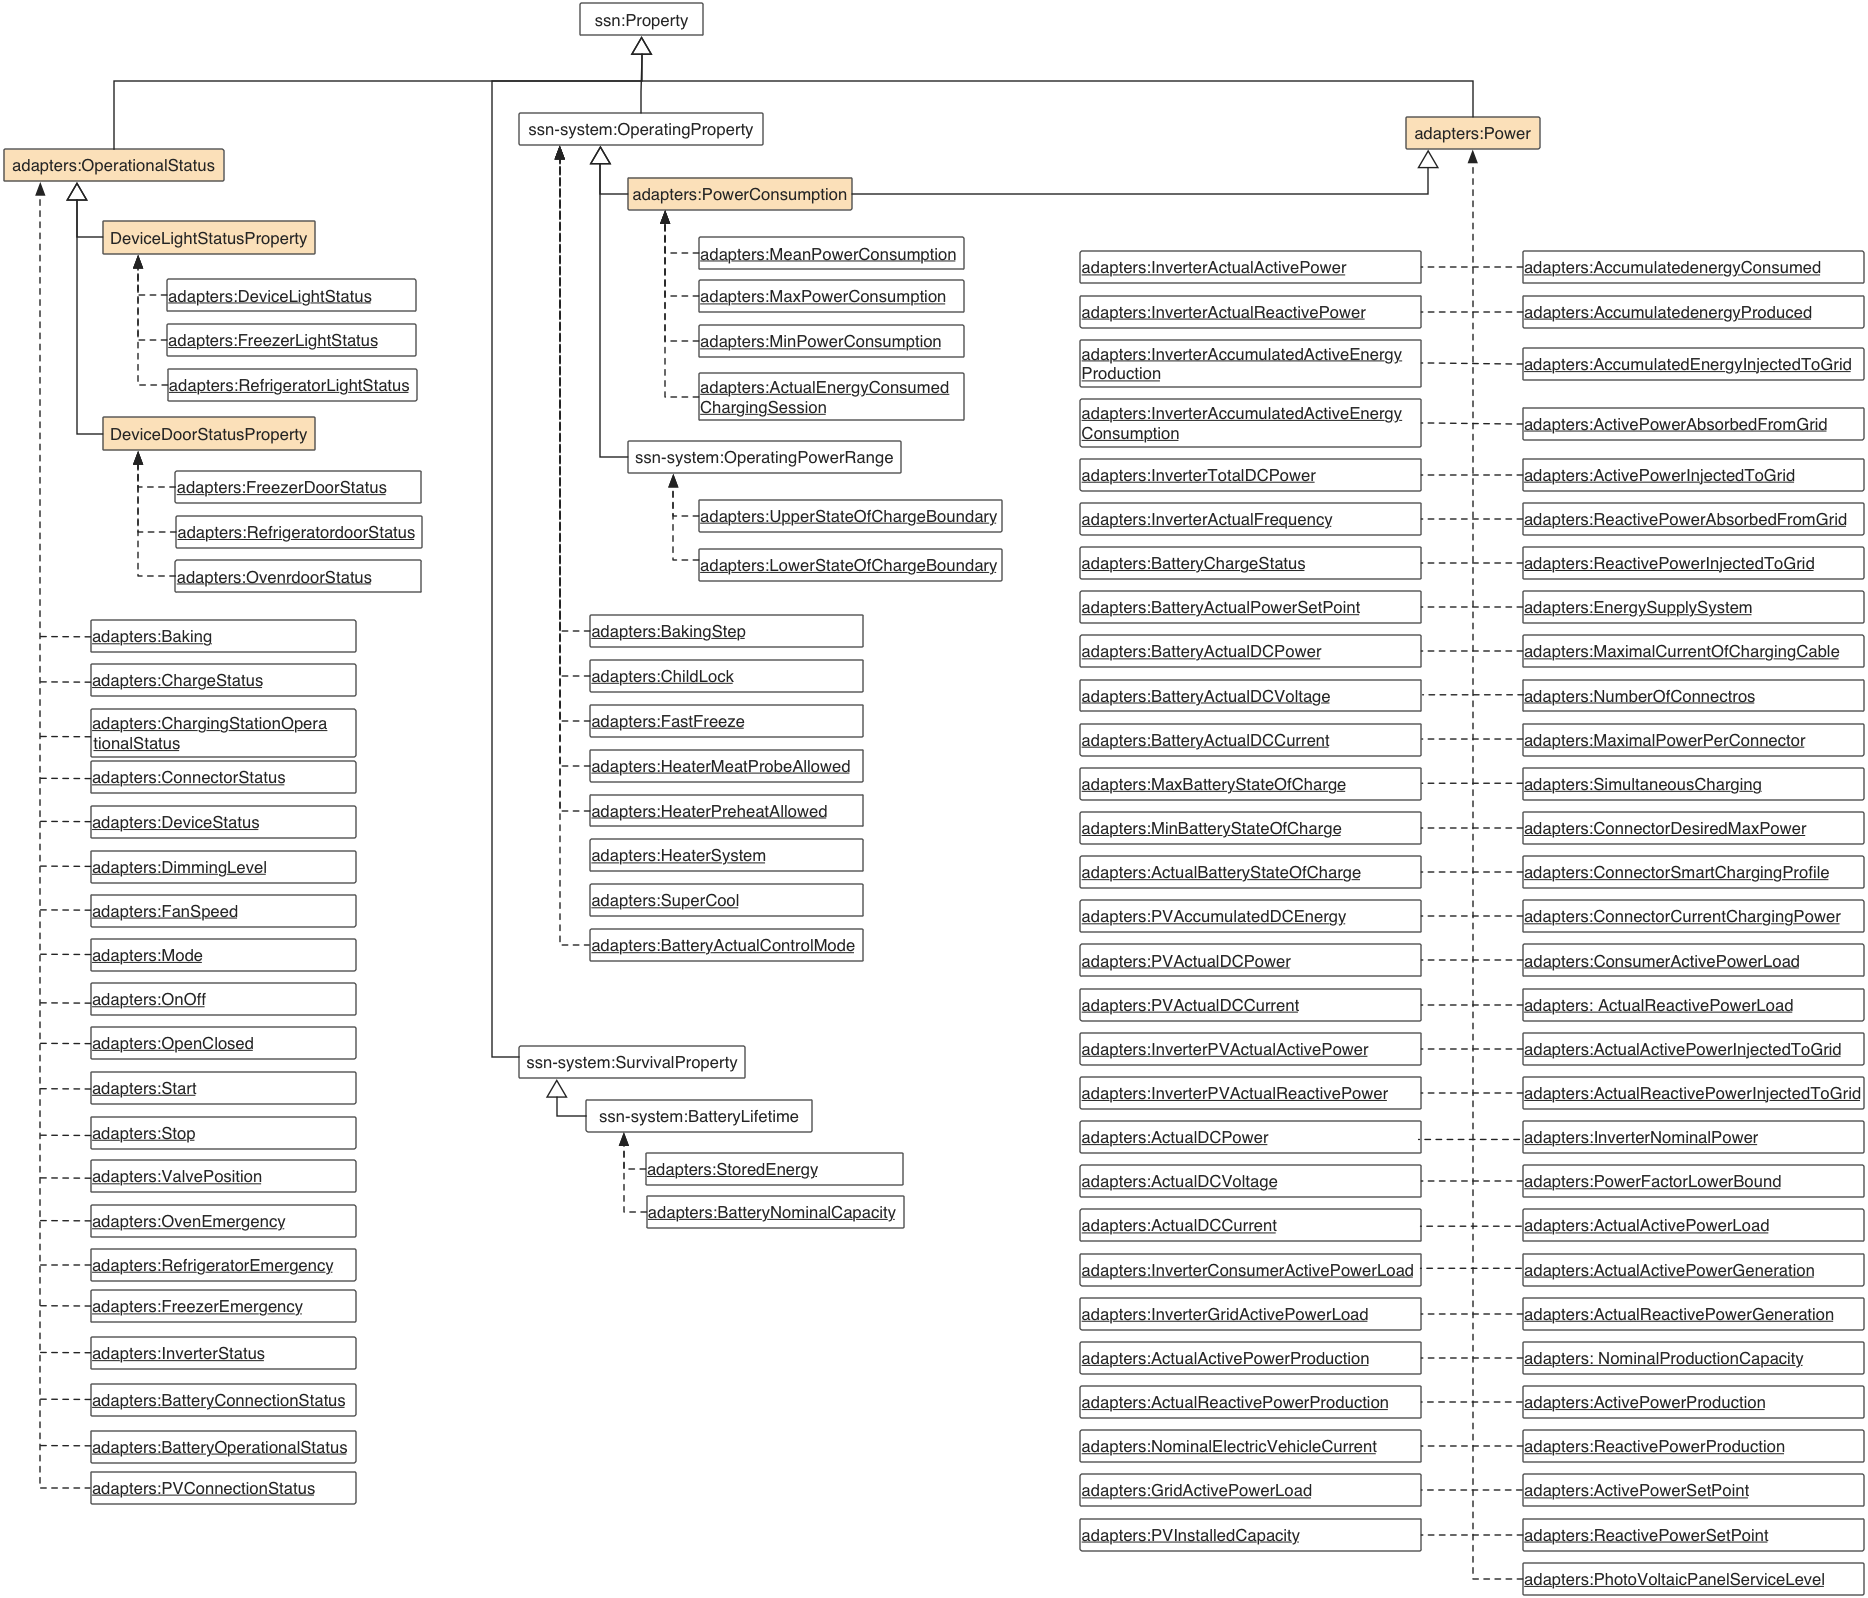 ssn:Property
ssn-system:OperatingProperty
adapters:Power
adapters:OperationalStatus
DeviceLightStatusProperty
adapters:DeviceLightStatus
adapters:FreezerLightStatus
adapters:RefrigeratorLightStatus
DeviceDoorStatusProperty
adapters:FreezerDoorStatus
adapters:RefrigeratordoorStatus
adapters:OvenrdoorStatus
adapters:Baking
adapters:ChargeStatus
adapters:ChargingStationOpera
tionalStatus
adapters:ConnectorStatus
adapters:DeviceStatus
adapters:DimmingLevel
adapters:FanSpeed
adapters:Mode
adapters:OnOff
adapters:OpenClosed
adapters:Start
adapters:Stop
adapters:ValvePosition
adapters:OvenEmergency
adapters:RefrigeratorEmergency
adapters:FreezerEmergency
adapters:InverterStatus
adapters:BatteryConnectionStatus
adapters:BatteryOperationalStatus
adapters:PVConnectionStatus
adapters:PowerConsumption
adapters:MeanPowerConsumption
adapters:MaxPowerConsumption
adapters:MinPowerConsumption
adapters:ActualEnergyConsumed
ChargingSession
ssn-system:OperatingPowerRange
adapters:UpperStateOfChargeBoundary
adapters:LowerStateOfChargeBoundary
adapters:BakingStep
adapters:ChildLock
adapters:FastFreeze
adapters:HeaterMeatProbeAllowed
adapters:HeaterPreheatAllowed
adapters:HeaterSystem
adapters:SuperCool
adapters:BatteryActualControlMode
ssn-system:SurvivalProperty
ssn-system:BatteryLifetime
adapters:StoredEnergy
adapters:BatteryNominalCapacity
adapters:InverterActualActivePower
adapters:InverterActualReactivePower
adapters:InverterAccumulatedActiveEnergy
Production
adapters:InverterAccumulatedActiveEnergy
Consumption
adapters:InverterTotalDCPower
adapters:InverterActualFrequency
adapters:BatteryChargeStatus
adapters:BatteryActualPowerSetPoint
adapters:BatteryActualDCPower
adapters:BatteryActualDCVoltage
adapters:BatteryActualDCCurrent
adapters:MaxBatteryStateOfCharge
adapters:MinBatteryStateOfCharge
adapters:ActualBatteryStateOfCharge
adapters:PVAccumulatedDCEnergy
adapters:PVActualDCPower
adapters:PVActualDCCurrent
adapters:InverterPVActualActivePower
adapters:InverterPVActualReactivePower
adapters:ActualDCPower
adapters:ActualDCVoltage
adapters:ActualDCCurrent
adapters:InverterConsumerActivePowerLoad
adapters:InverterGridActivePowerLoad
adapters:ActualActivePowerProduction
adapters:ActualReactivePowerProduction
adapters:NominalElectricVehicleCurrent
adapters:GridActivePowerLoad
adapters:PVInstalledCapacity
adapters:AccumulatedenergyConsumed
adapters:AccumulatedenergyProduced
adapters:AccumulatedEnergyInjectedToGrid
adapters:ActivePowerAbsorbedFromGrid
adapters:ActivePowerInjectedToGrid
adapters:ReactivePowerAbsorbedFromGrid
adapters:ReactivePowerInjectedToGrid
adapters:EnergySupplySystem
adapters:MaximalCurrentOfChargingCable
adapters:NumberOfConnectros
adapters:MaximalPowerPerConnector
adapters:SimultaneousCharging
adapters:ConnectorDesiredMaxPower
adapters:ConnectorSmartChargingProfile
adapters:ConnectorCurrentChargingPower
adapters:ConsumerActivePowerLoad
adapters: ActualReactivePowerLoad
adapters:ActualActivePowerInjectedToGrid
adapters:ActualReactivePowerInjectedToGrid
adapters:InverterNominalPower
adapters:PowerFactorLowerBound
adapters:ActualActivePowerLoad
adapters:ActualActivePowerGeneration
adapters:ActualReactivePowerGeneration
adapters: NominalProductionCapacity
adapters:ActivePowerProduction
adapters:ReactivePowerProduction
adapters:ActivePowerSetPoint
adapters:ReactivePowerSetPoint
adapters:PhotoVoltaicPanelServiceLevel